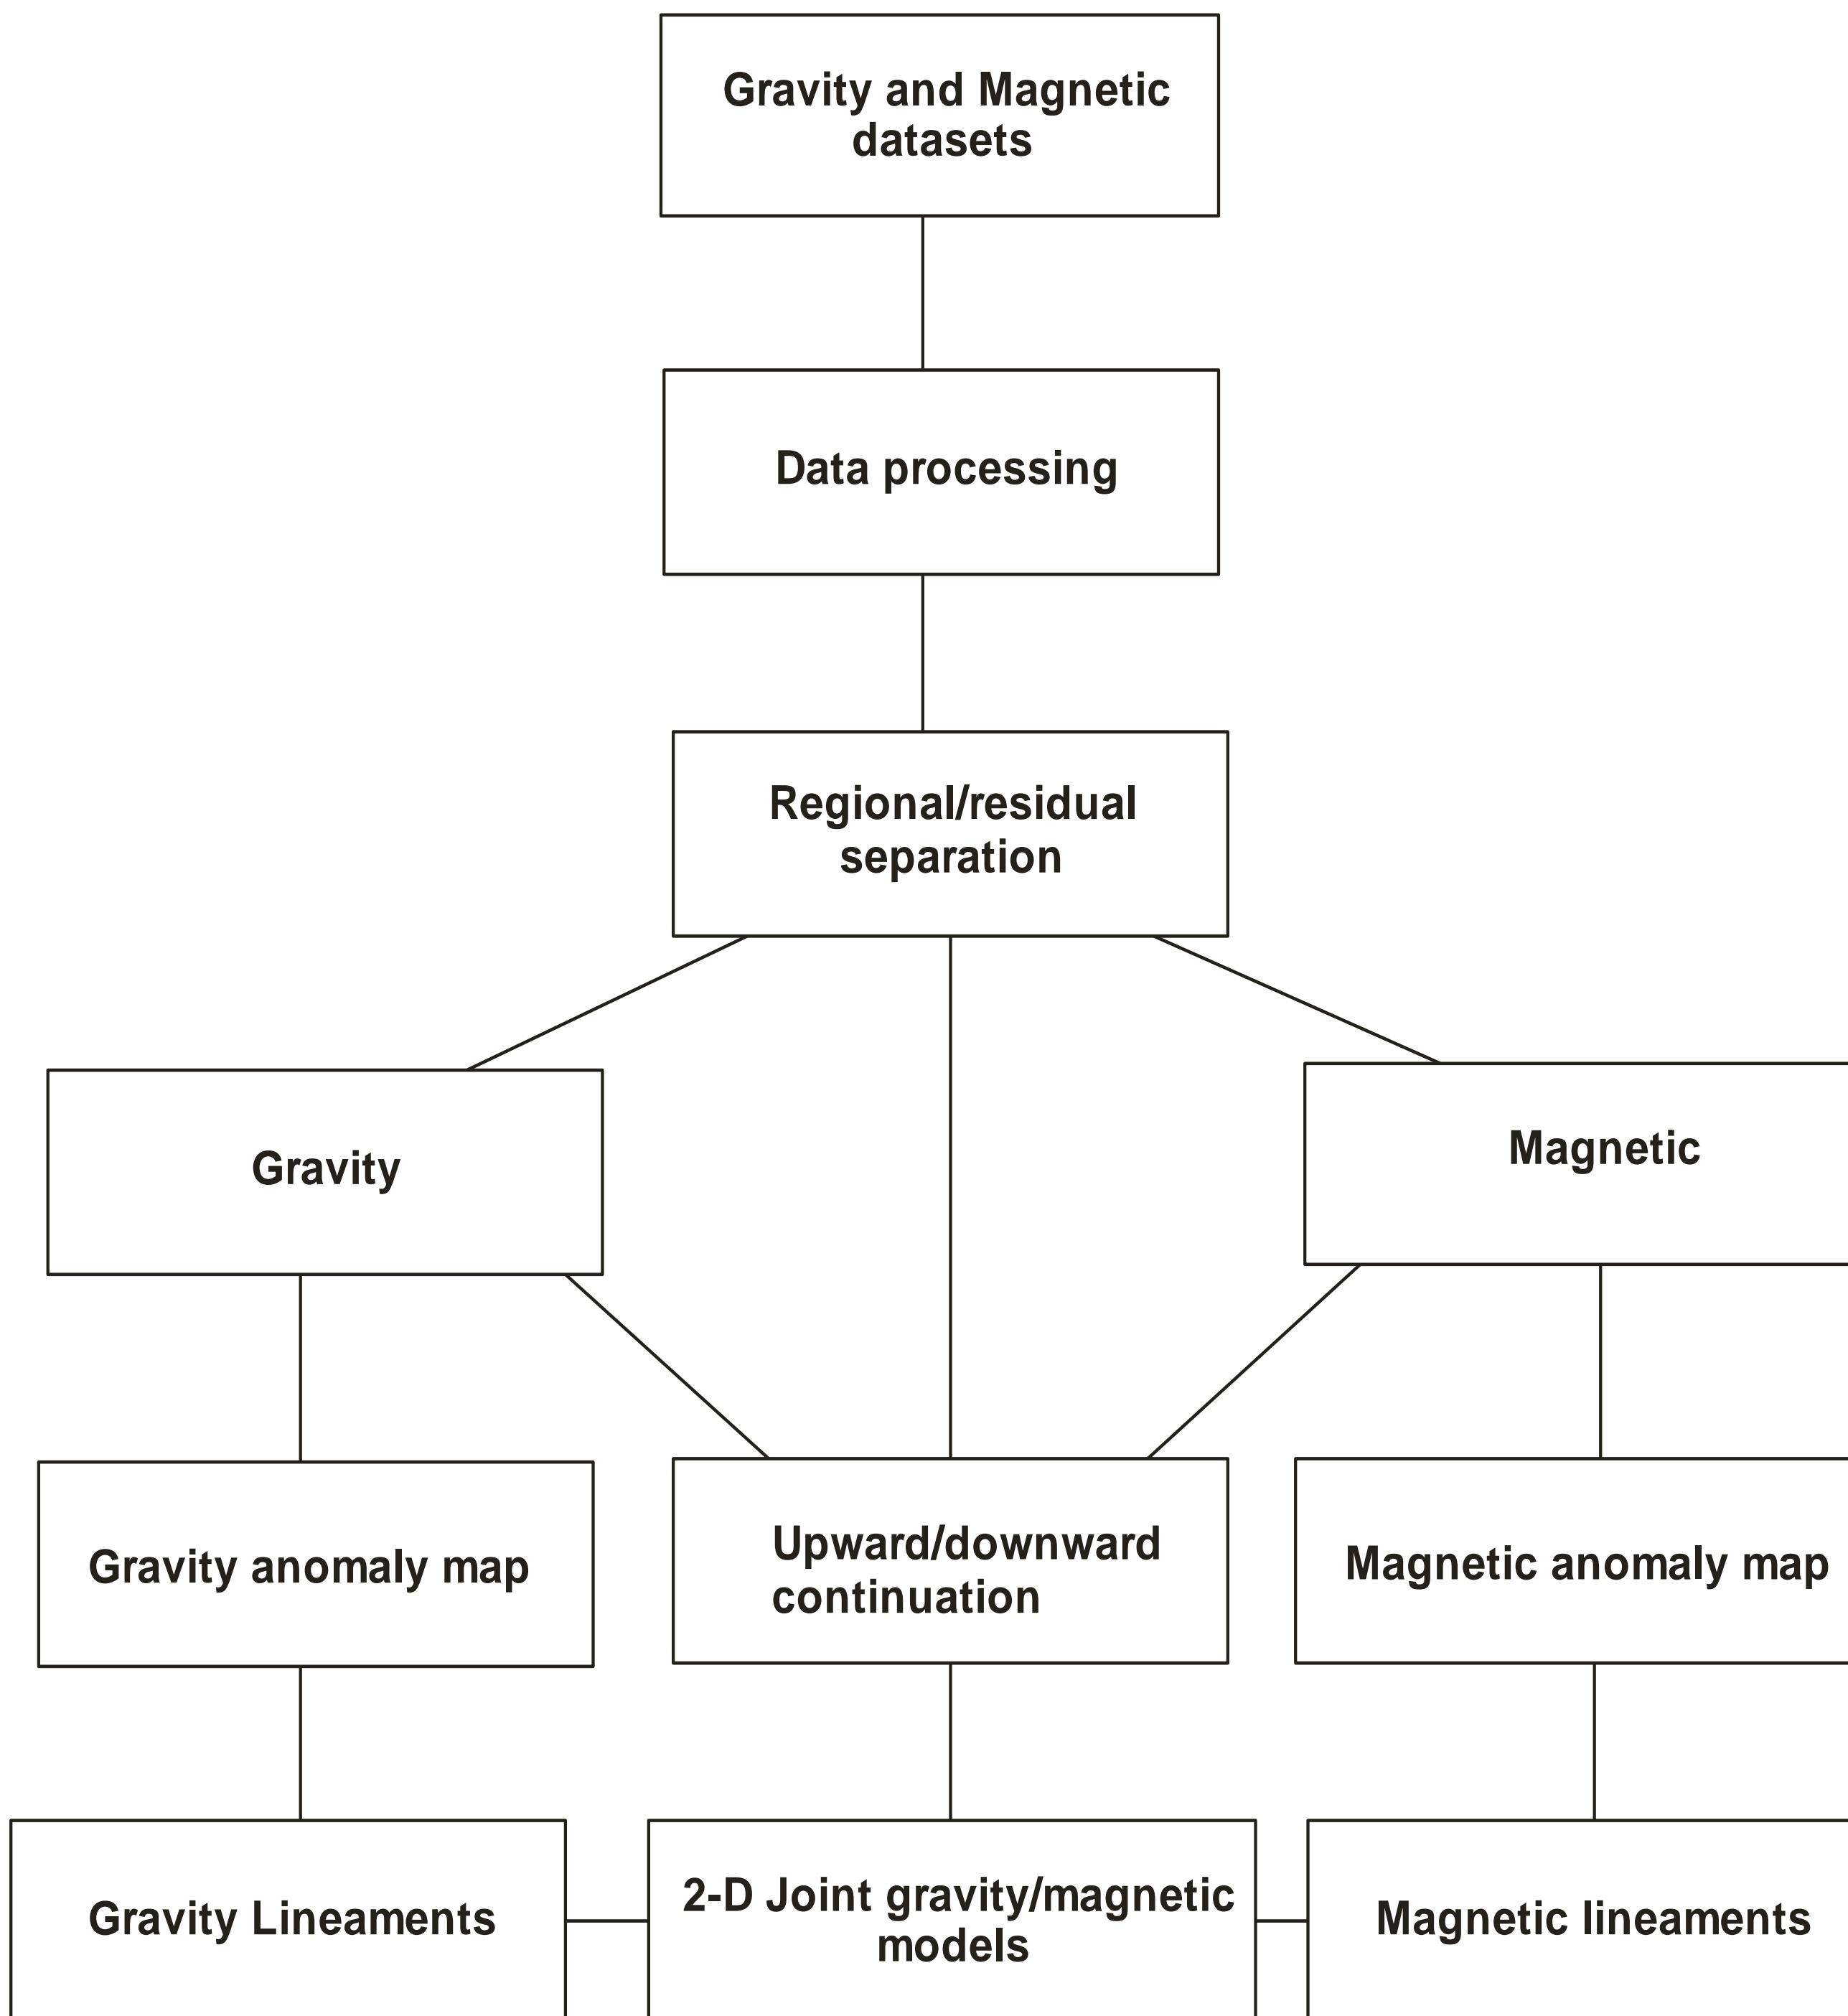 Gravity and Magnetic
datasets
Data processing
Regional/residual
separation
Gravity
Magnetic
Gravity anomaly map
Upward/downward
continuation
Magnetic anomaly map
Gravity Lineaments
2-D Joint gravity/magnetic
models
Magnetic lineaments